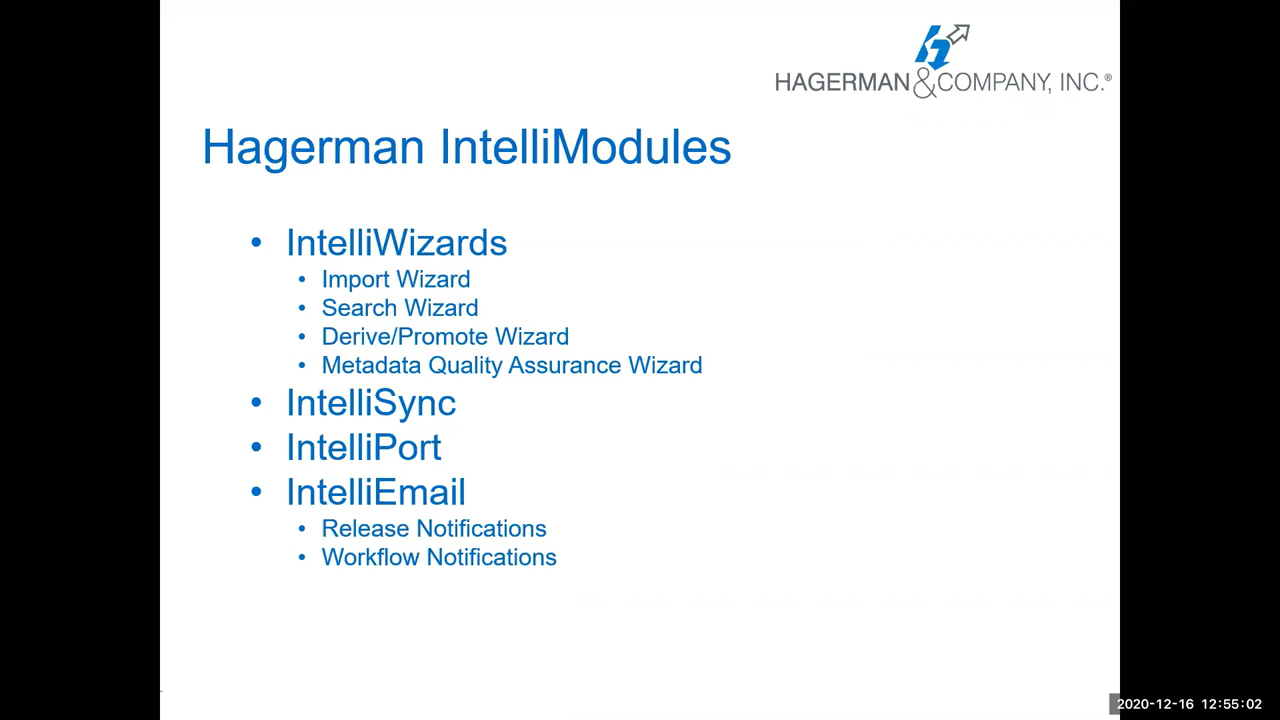 HAGERMAN &COMPANY, INC.®
Hagerman IntelliModules
• IntelliWizards
• Import Wizard
• Search Wizard
• Derive/Promote Wizard
• Metadata Quality Assurance Wizard
• IntelliSync
• IntelliPort
• IntelliEmail
• Release Notifications
• Workflow Notifications
2020-12-16 12:55:02